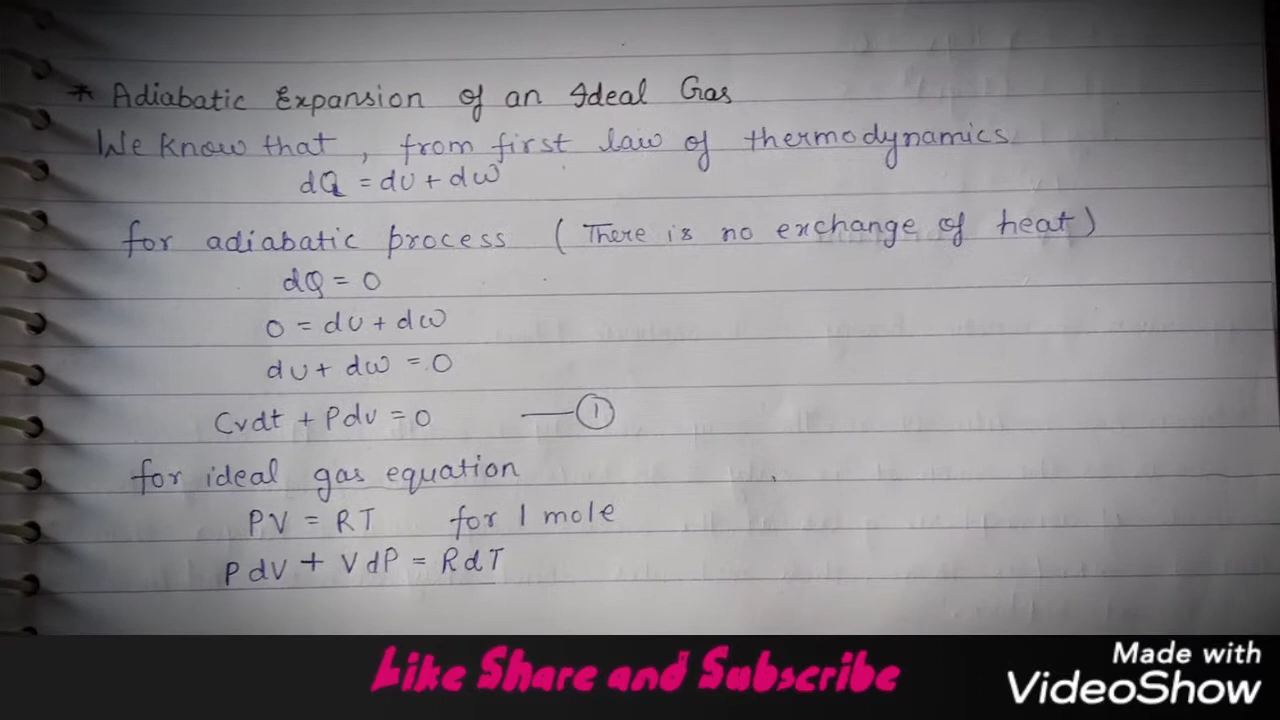 * Adiabatic Expansion of an Ideal Gas
We know that, from first law of thermodynamics
dQ = du + dw
for adiabatic process (There is no exchange of heat)
dQ = 0
0 = du + dw
du + dw = 0
Cvdt + Pdv = 0 —①
for ideal gas equation
PV = RT for 1 mole
PdV + VdP = RdT
Like Share and Subscribe
Made with
VideoShow